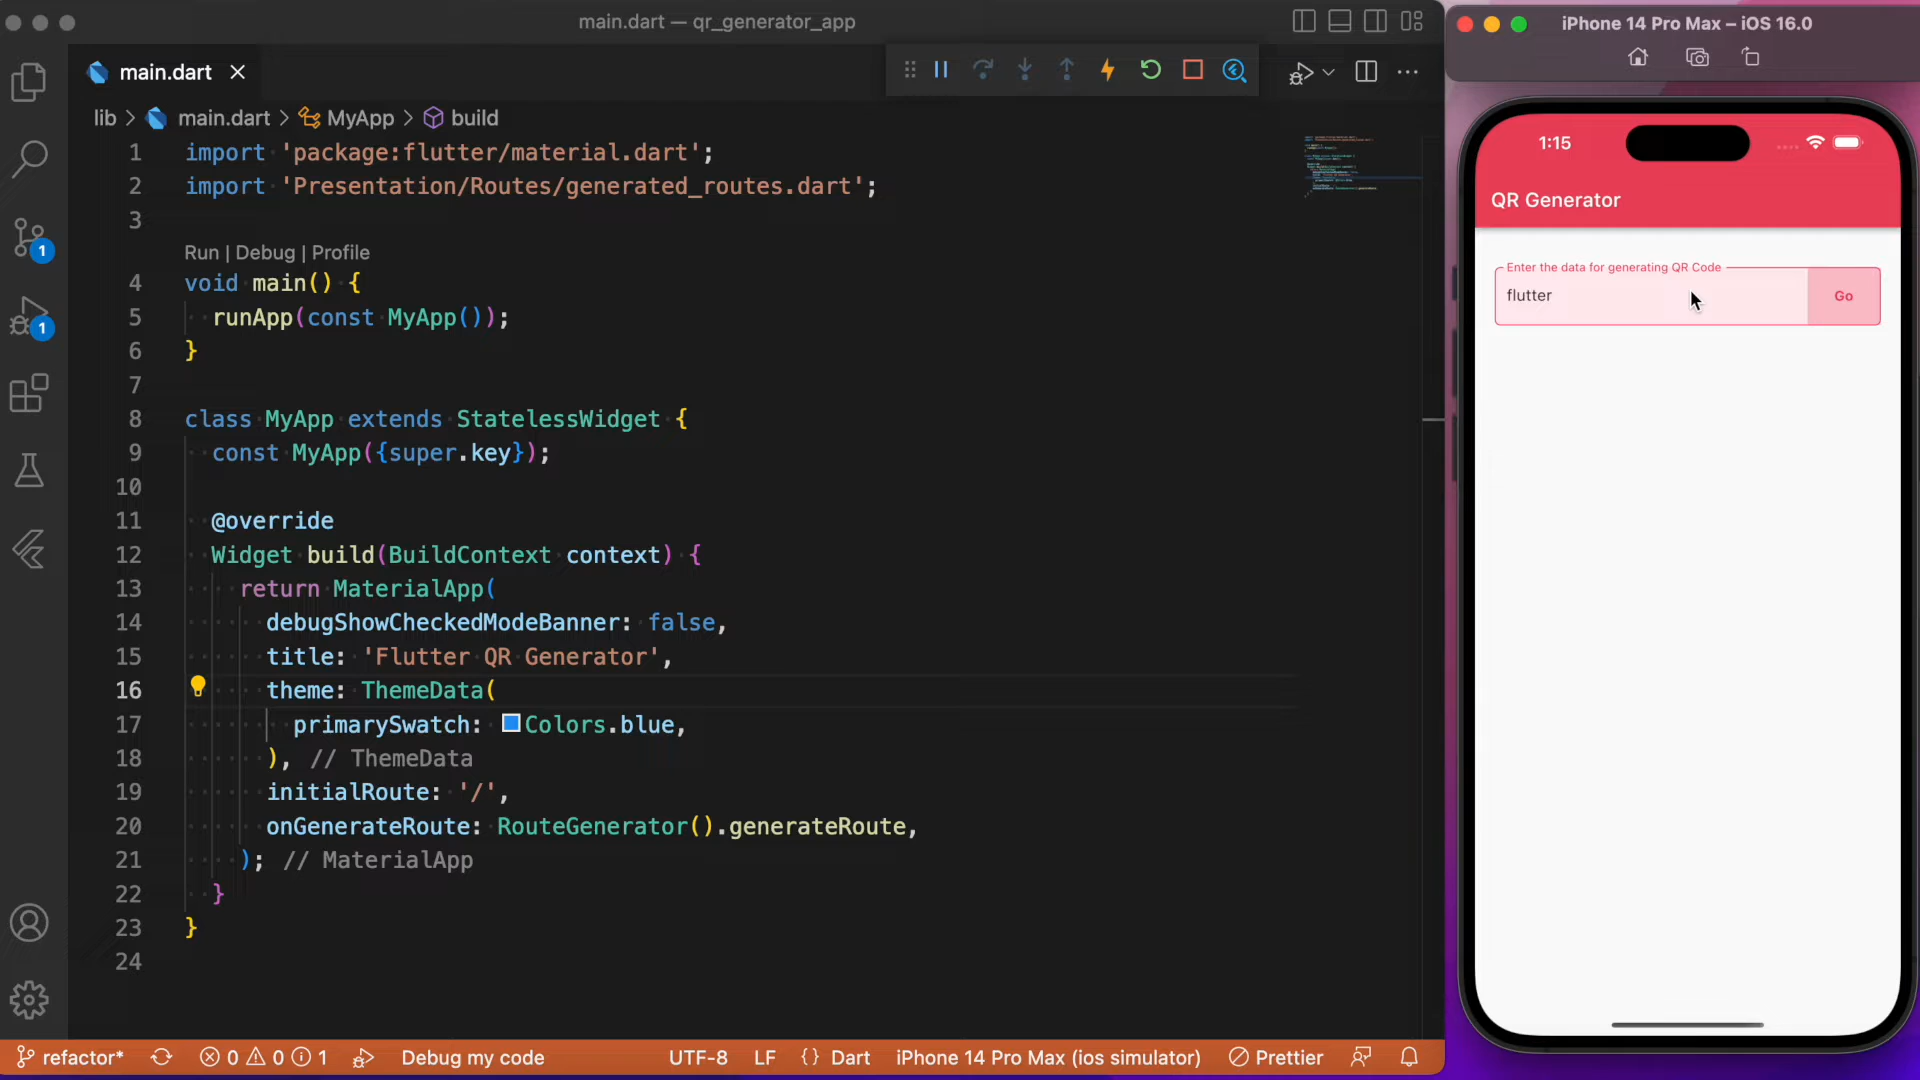 main.dart — qr_generator_app
main.dart
lib > main.dart > MyApp > build
1 import 'package:flutter/material.dart';
2 import 'Presentation/Routes/generated_routes.dart';
3
Run | Debug | Profile
4 void main() {
5 runApp(const MyApp());
6 }
7
8 class MyApp extends StatelessWidget {
9 const MyApp({super.key});
10
11 @override
12 Widget build(BuildContext context) {
13 return MaterialApp(
14 debugShowCheckedModeBanner: false,
15 title: 'Flutter QR Generator',
16 theme: ThemeData(
17 primarySwatch: Colors.blue,
18 ), // ThemeData
19 initialRoute: '/',
20 onGenerateRoute: RouteGenerator().generateRoute,
21 ); // MaterialApp
22 }
23 }
24
1
1
refactor* 0 0 1 Debug my code UTF-8 LF {} Dart iPhone 14 Pro Max (ios simulator) Prettier
iPhone 14 Pro Max – iOS 16.0
1:15
QR Generator
Enter the data for generating QR Code
flutter
Go